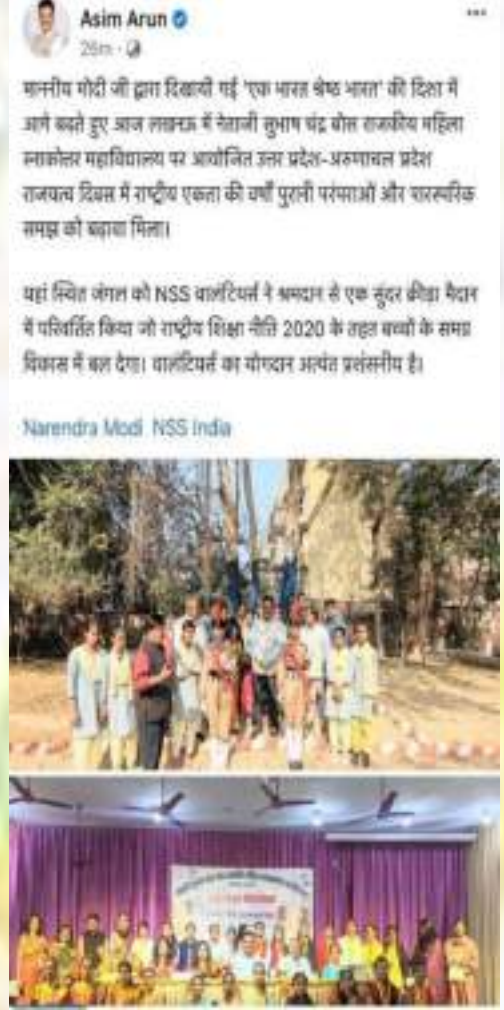 Asim Arun
26m
माननीय मोदी जी द्वारा दिखायी गई 'एक भारत श्रेष्ठ भारत' की दिशा में
आगे बढते हुए आज लखनऊ में नेताजी सुभाष चंद्र बोस राजकीय महिला
स्नाकोत्तर महाविद्यालय पर आयोजित उत्तर प्रदेश-अरुणाचल प्रदेश
राज्यत्व दिवस में राष्ट्रीय एकता की वर्षों पुरानी परंपराओं और पारस्परिक
समझ को बढ़ावा मिला।
यहां स्थित जंगल को NSS वालंटियर्स ने श्रमदान से एक सुंदर क्रीडा मैदान
में परिवर्तित किया जो राष्ट्रीय शिक्षा नीति 2020 के तहत बच्चों के समग्र
विकास में बल देगा। वालंटियर्स का योगदान अत्यंत प्रशंसनीय है।
Narendra Modi NSS India